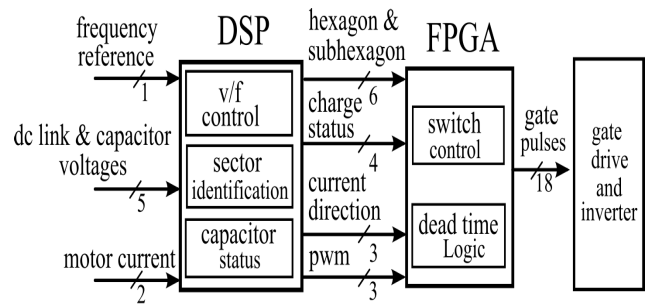 frequency
reference
1
dc link & capacitor
voltages
5
motor current
2
DSP
v/f
control
sector
identification
capacitor
status
hexagon &
subhexagon
6
charge
status
4
current
direction
3
pwm
3
FPGA
switch
control
dead time
Logic
gate
pulses
18
gate
drive
and
inverter